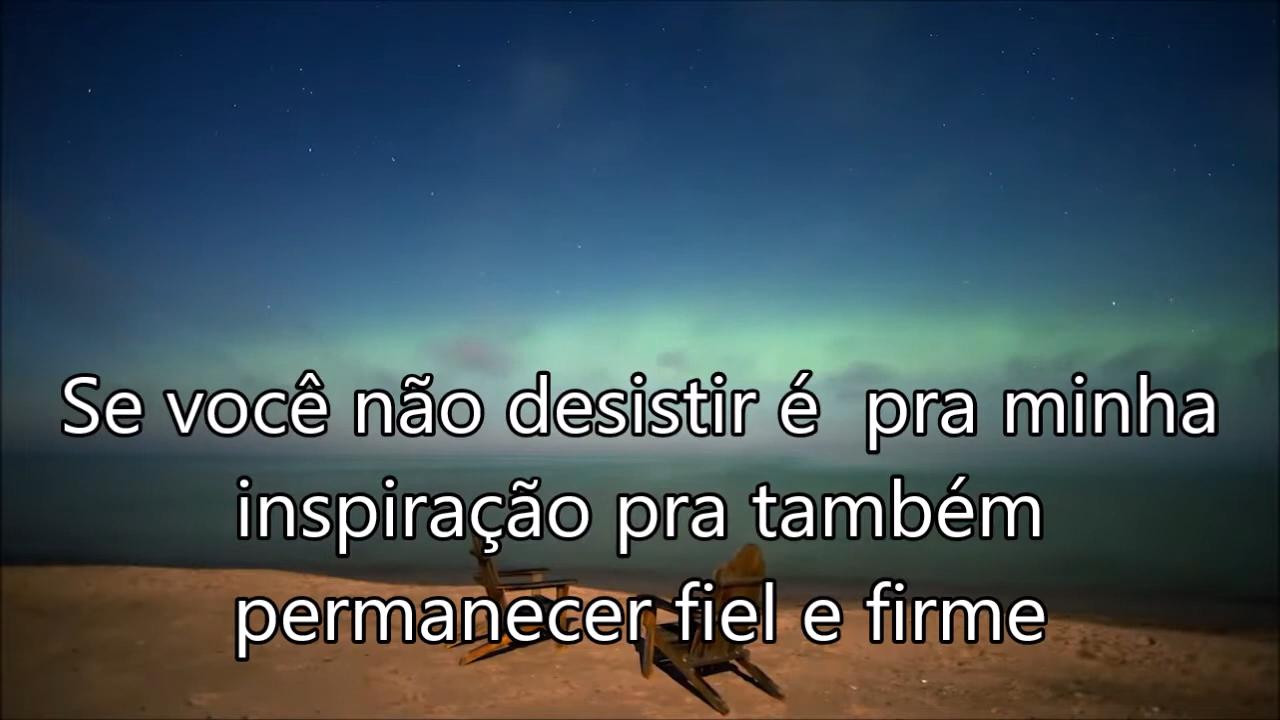 Se você não desistir é  pra minha
inspiração pra também
permanecer fiel e firme